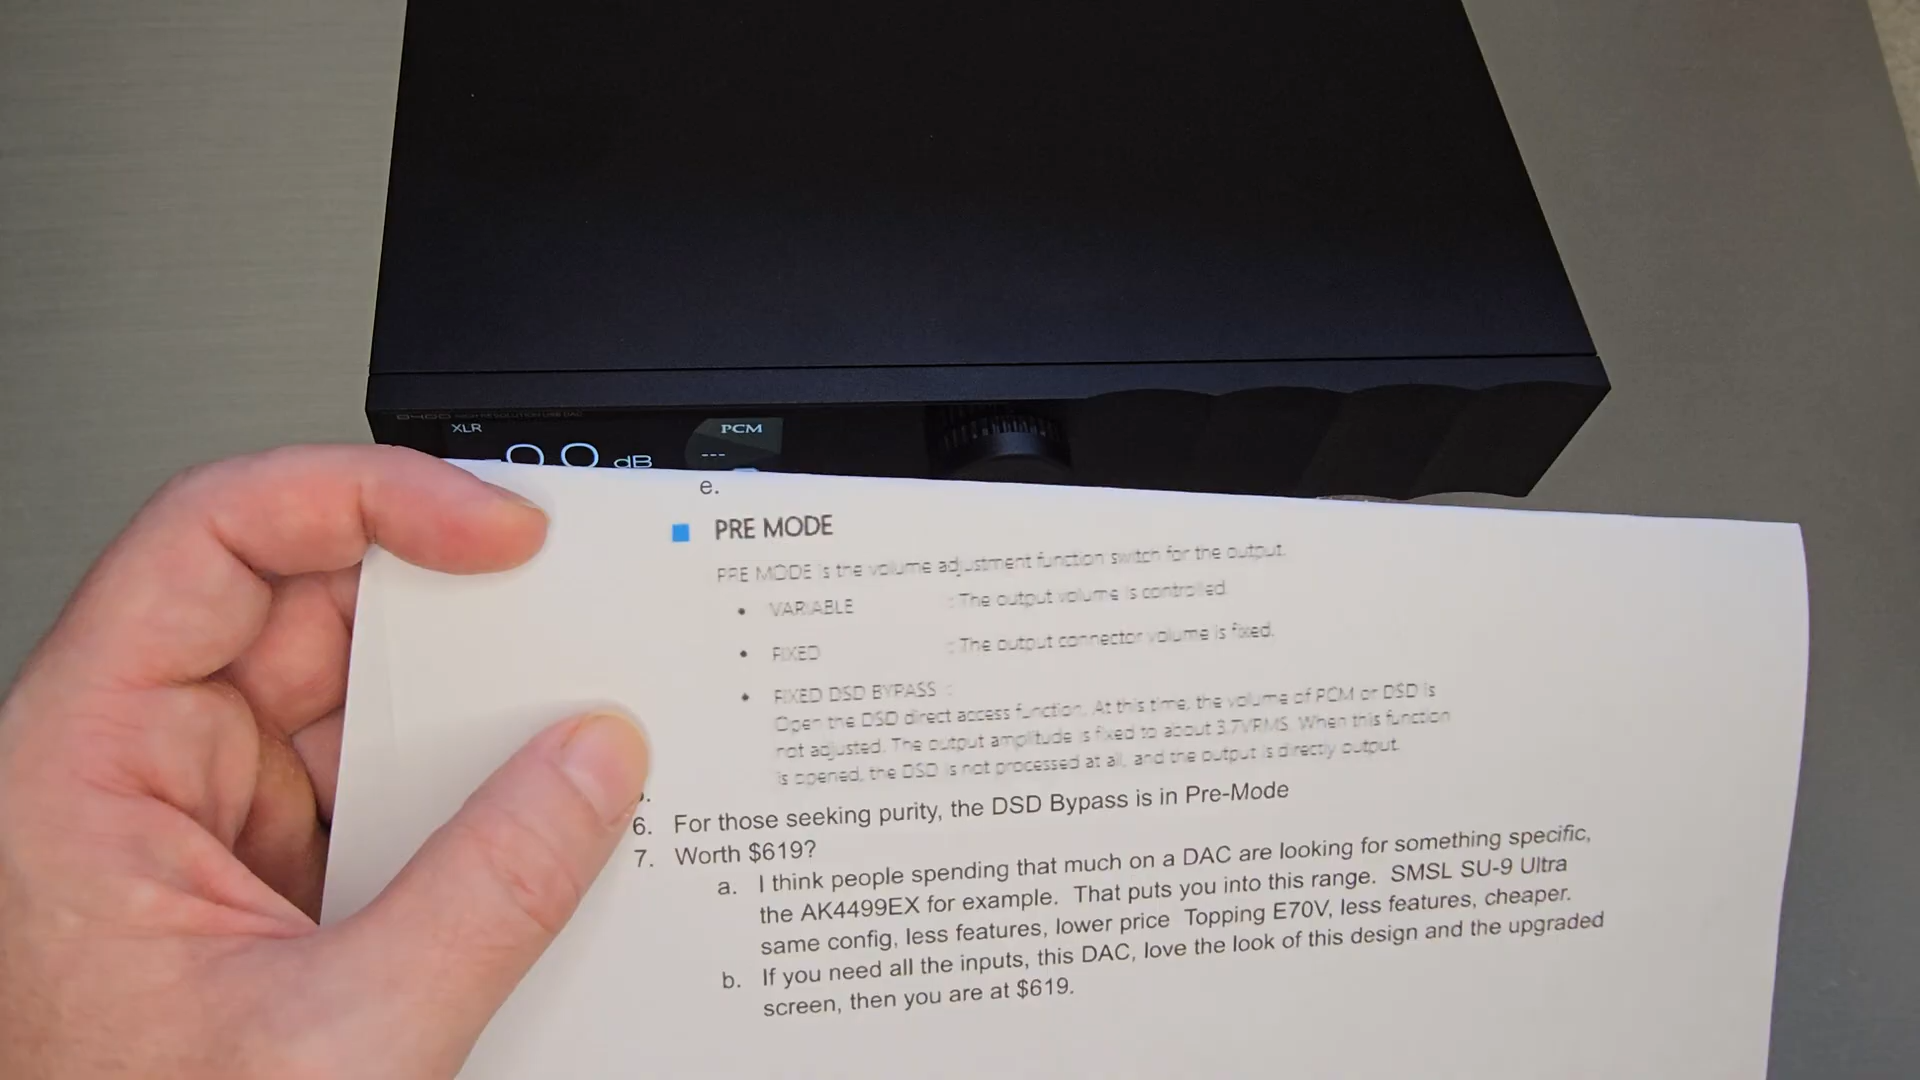 HIGH RESOLUTION USB DAC
XLR
PCM
-00 dB
---
e.
PRE MODE
PRE MODE is the volume adjustment function switch for the output.
• VARIABLE : The output volume is controlled.
• FIXED : The output connector volume is fixed.
• FIXED DSD BYPASS :
Open the DSD direct access function. At this time, the volume of PCM or DSD is
not adjusted. The output amplitude is fixed to about 3.7VRMS. When this function
is opened, the DSD is not processed at all, and the output is directly output.
6. For those seeking purity, the DSD Bypass is in Pre-Mode
7. Worth $619?
a. I think people spending that much on a DAC are looking for something specific,
the AK4499EX for example. That puts you into this range. SMSL SU-9 Ultra
same config, less features, lower price Topping E70V, less features, cheaper.
b. If you need all the inputs, this DAC, love the look of this design and the upgraded
screen, then you are at $619.